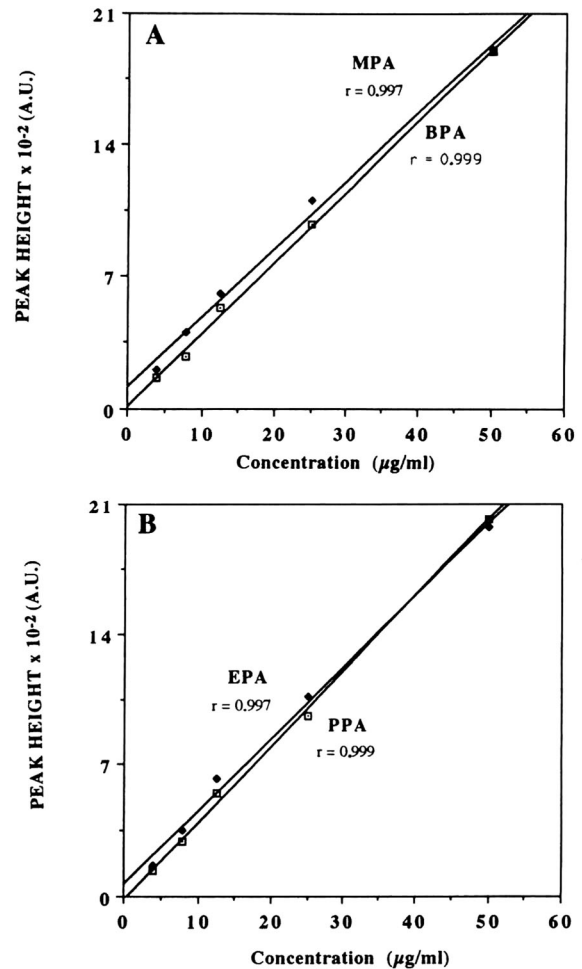 A
21
14
7
0
PEAK HEIGHT x 10-2 (A.U.)
MPA
r = 0.997
BPA
r = 0.999
0 10 20 30 40 50 60
Concentration (µg/ml)
B
21
14
7
0
PEAK HEIGHT x 10-2 (A.U.)
EPA
r = 0.997
PPA
r = 0.999
0 10 20 30 40 50 60
Concentration (µg/ml)